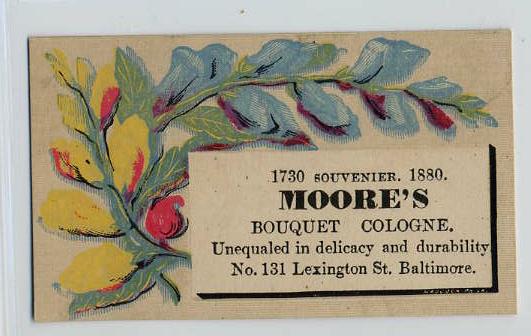 1730 SOUVENIER. 1880.
MOORE'S
BOUQUET COLOGNE.
Unequaled in delicacy and durability
No. 131 Lexington St. Baltimore.